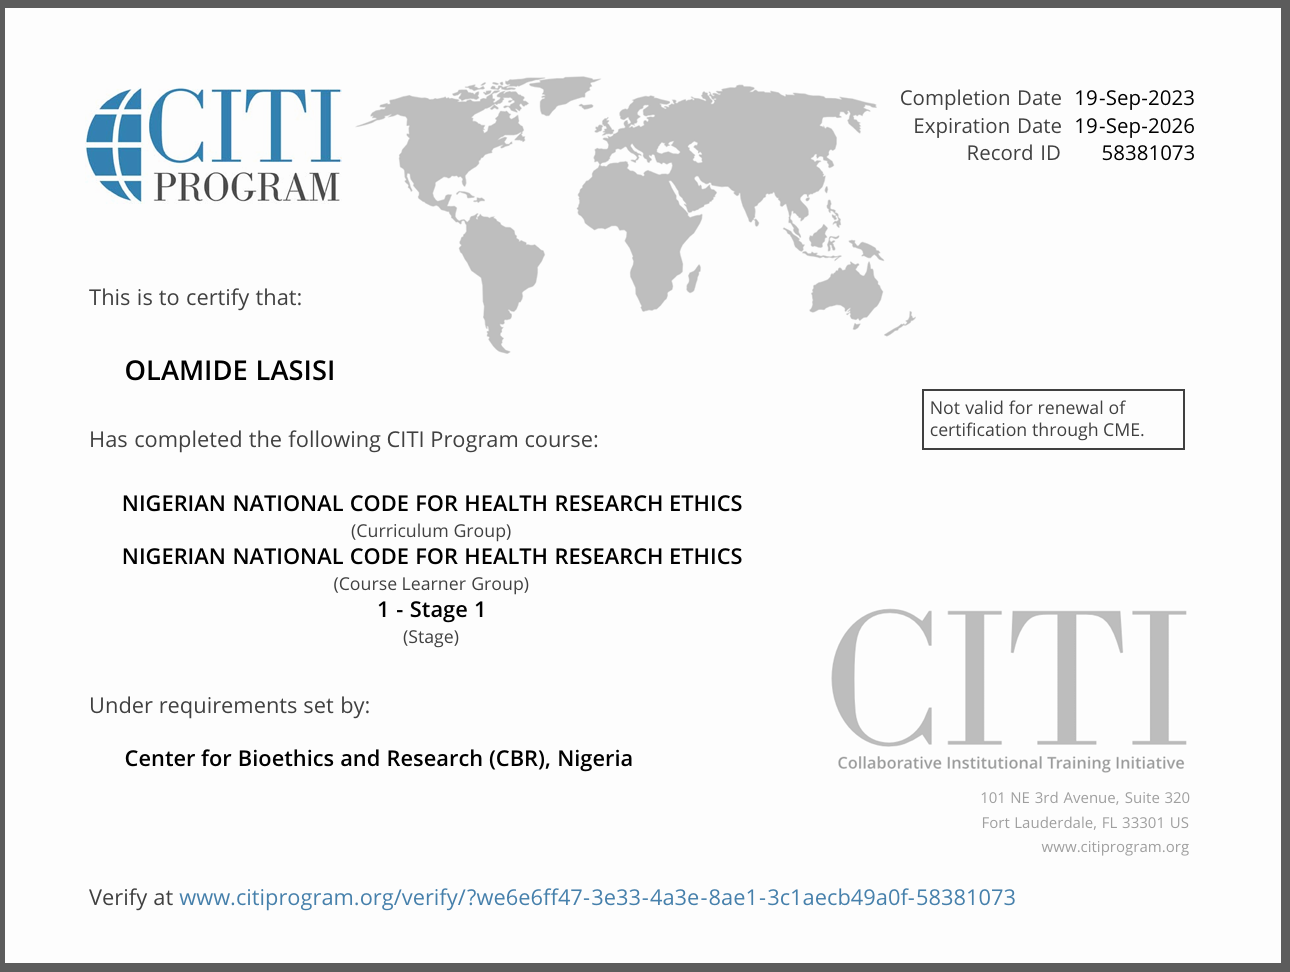 CITI
PROGRAM
Completion Date 19-Sep-2023
Expiration Date 19-Sep-2026
Record ID 58381073
This is to certify that:
OLAMIDE LASISI
Not valid for renewal of
certification through CME.
Has completed the following CITI Program course:
NIGERIAN NATIONAL CODE FOR HEALTH RESEARCH ETHICS
(Curriculum Group)
NIGERIAN NATIONAL CODE FOR HEALTH RESEARCH ETHICS
(Course Learner Group)
1 - Stage 1
(Stage)
Under requirements set by:
Center for Bioethics and Research (CBR), Nigeria
CITI
Collaborative Institutional Training Initiative
101 NE 3rd Avenue, Suite 320
Fort Lauderdale, FL 33301 US
www.citiprogram.org
Verify at www.citiprogram.org/verify/?we6e6ff47-3e33-4a3e-8ae1-3c1aecb49a0f-58381073